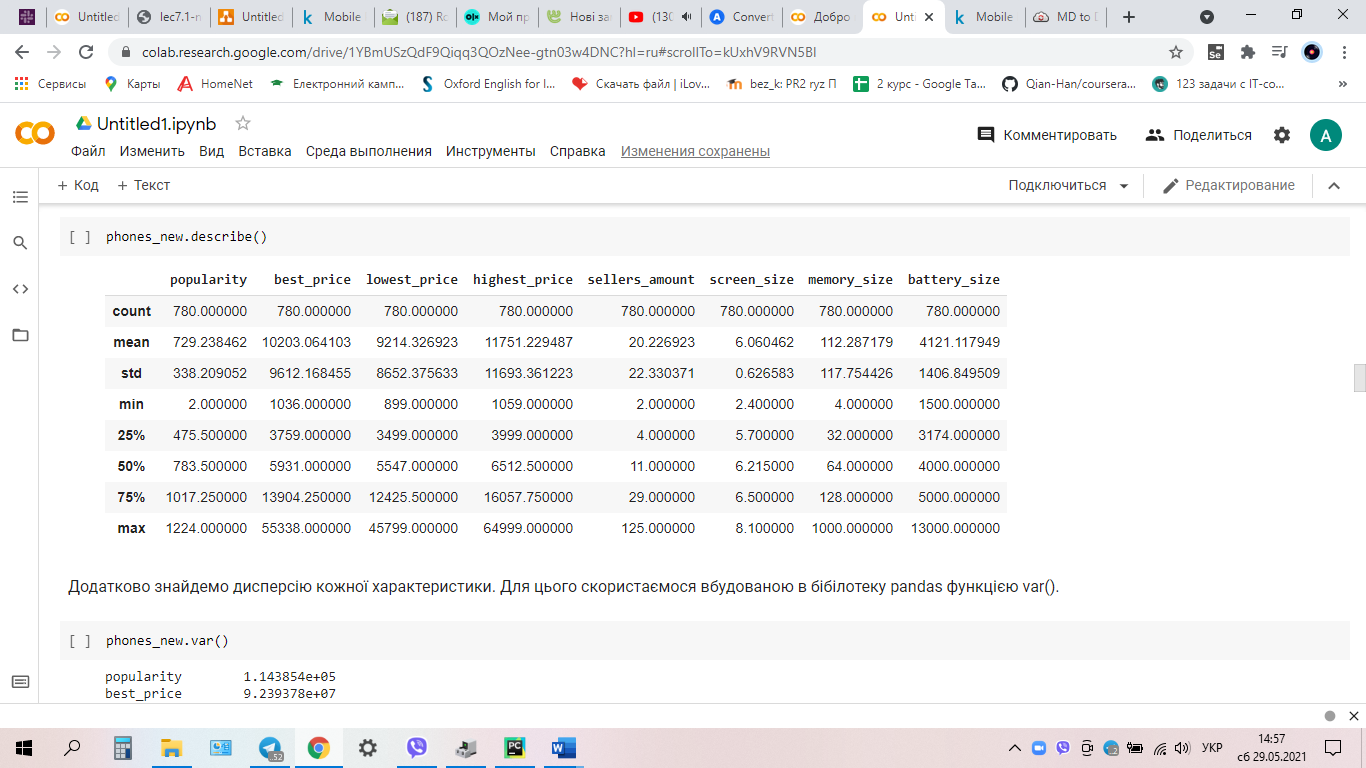 Untitled
lec7.1-n
Untitled
Mobile
(187) Ro
Мой пр
Нові за
(130
Convert
Добро
Unti
Mobile
MD to D
colab.research.google.com/drive/1YBmUSzQdF9Qiqq3QOzNee-gtn03w4DNC?hl=ru#scrollTo=kUxhV9RVN5BI
Сервисы
Карты
HomeNet
Електронний камп...
Oxford English for I...
Скачать файл | iLov...
bez_k: PR2 ryz П
2 курс - Google Та...
Qian-Han/coursera...
123 задачи с IT-со...
»
Untitled1.ipynb
Комментировать
Поделиться
A
Файл Изменить Вид Вставка Среда выполнения Инструменты Справка Изменения сохранены
+ Код + Текст
Подключиться
Редактирование
[ ] phones_new.describe()
popularity best_price lowest_price highest_price sellers_amount screen_size memory_size battery_size
count 780.000000 780.000000 780.000000 780.000000 780.000000 780.000000 780.000000 780.000000
mean 729.238462 10203.064103 9214.326923 11751.229487 20.226923 6.060462 112.287179 4121.117949
std 338.209052 9612.168455 8652.375633 11693.361223 22.330371 0.626583 117.754426 1406.849509
min 2.000000 1036.000000 899.000000 1059.000000 2.000000 2.400000 4.000000 1500.000000
25% 475.500000 3759.000000 3499.000000 3999.000000 4.000000 5.700000 32.000000 3174.000000
50% 783.500000 5931.000000 5547.000000 6512.500000 11.000000 6.215000 64.000000 4000.000000
75% 1017.250000 13904.250000 12425.500000 16057.750000 29.000000 6.500000 128.000000 5000.000000
max 1224.000000 55338.000000 45799.000000 64999.000000 125.000000 8.100000 1000.000000 13000.000000
Додатково знайдемо дисперсію кожної характеристики. Для цього скористаємося вбудованою в бібілотеку pandas функцією var().
[ ] phones_new.var()
popularity 1.143854e+05
best_price 9.239378e+07
УКР
14:57
сб 29.05.2021